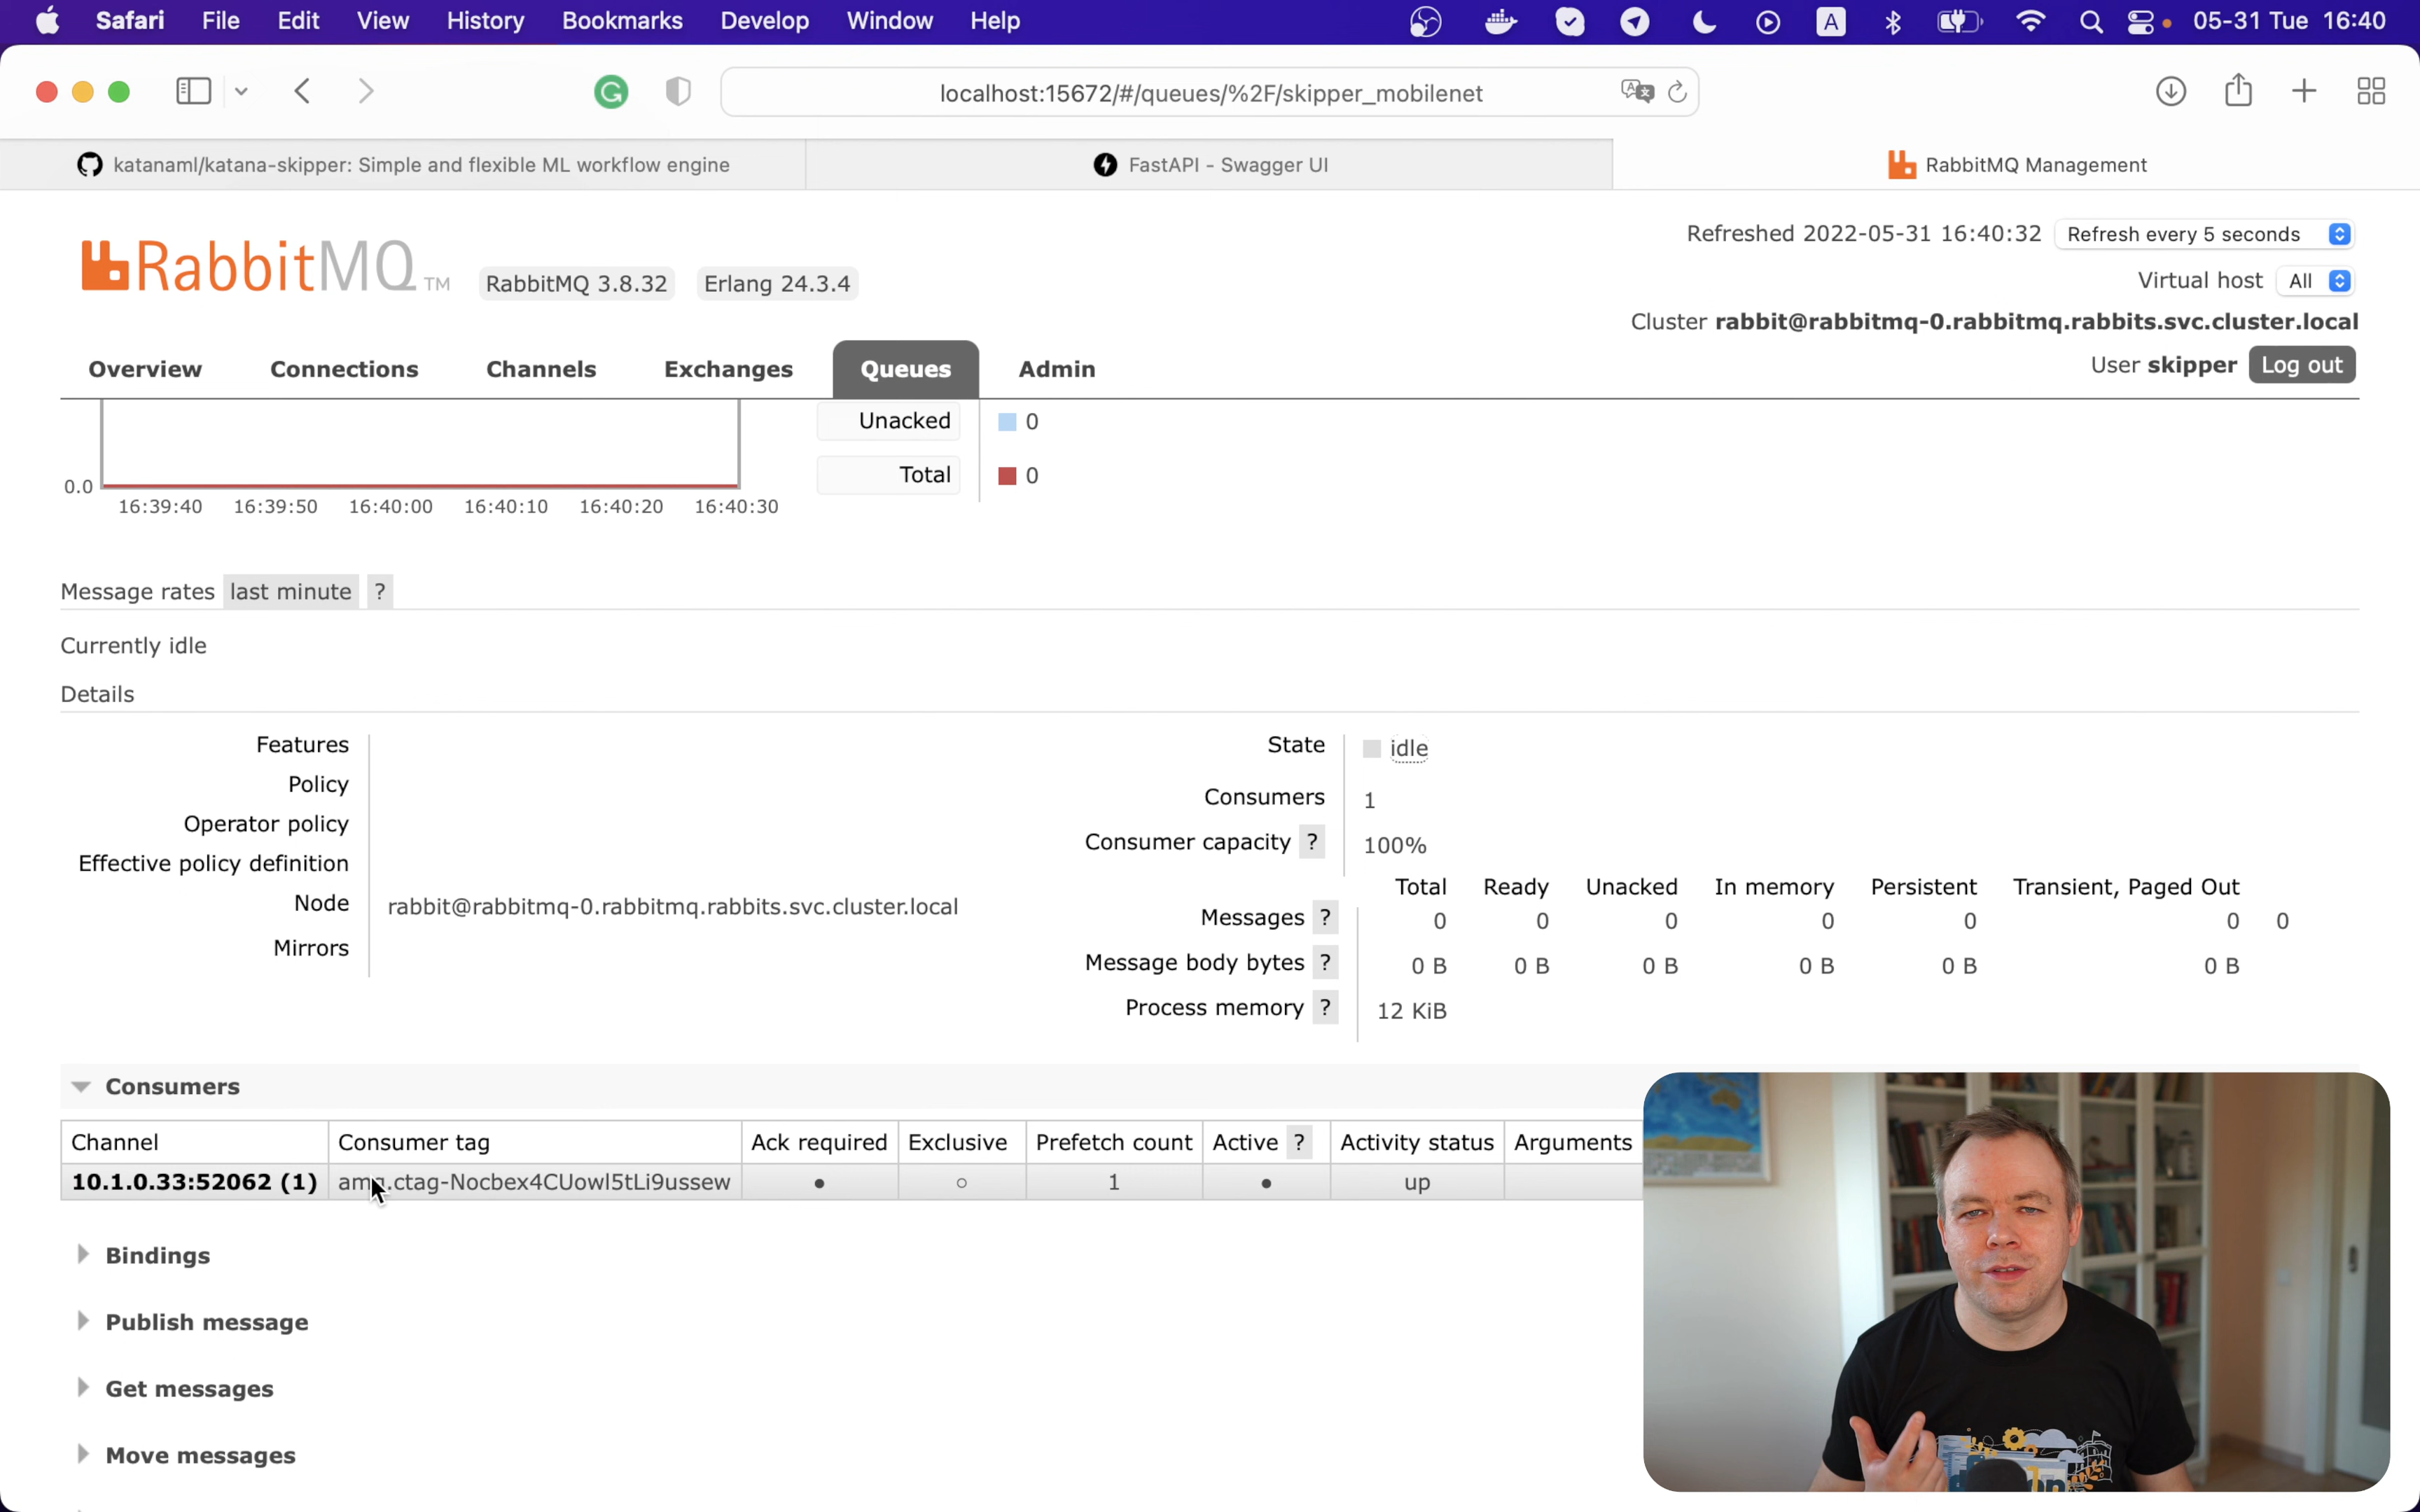 Safari File Edit View History Bookmarks Develop Window Help A 05-31 Tue 16:40
localhost:15672/#/queues/%2F/skipper_mobilenet
katanaml/katana-skipper: Simple and flexible ML workflow engine
FastAPI - Swagger UI
RabbitMQ Management
RabbitMQ TM RabbitMQ 3.8.32 Erlang 24.3.4
Refreshed 2022-05-31 16:40:32 Refresh every 5 seconds
Virtual host All
Cluster rabbit@rabbitmq-0.rabbitmq.rabbits.svc.cluster.local
User skipper Log out
Overview Connections Channels Exchanges Queues Admin
Unacked 0
Total 0
0.0
16:39:40 16:39:50 16:40:00 16:40:10 16:40:20 16:40:30
Message rates last minute ?
Currently idle
Details
Features
Policy
Operator policy
Effective policy definition
Node rabbit@rabbitmq-0.rabbitmq.rabbits.svc.cluster.local
Mirrors
State idle
Consumers 1
Consumer capacity ? 100%
Total Ready Unacked In memory Persistent Transient, Paged Out
Messages ? 0 0 0 0 0 0 0
Message body bytes ? 0 B 0 B 0 B 0 B 0 B 0 B
Process memory ? 12 KiB
Consumers
Channel Consumer tag Ack required Exclusive Prefetch count Active ? Activity status Arguments
10.1.0.33:52062 (1) amq.ctag-Nocbex4CUowl5tLi9ussew ● ○ 1 ● up
Bindings
Publish message
Get messages
Move messages